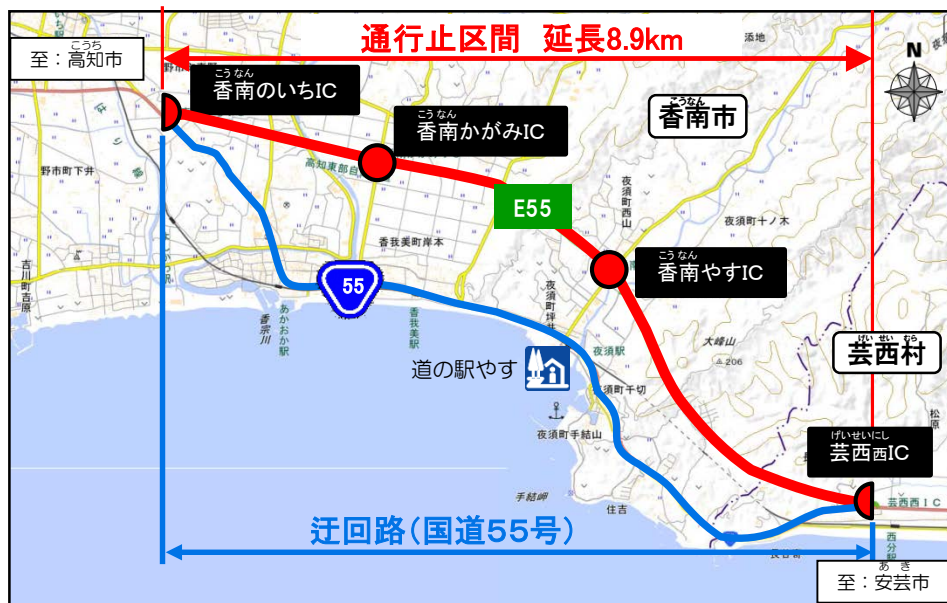 通行止区間 延長8.9km
至：高知市
こうち
香南のいちIC
こうなん
香南かがみIC
こうなん
香南市
こうなん
添地
N
野市町下井
高知東部自
E55
夜須町西山
夜須町十ノ木
香我美町岸本
香南やすIC
こうなん
55
吉川町吉原
香宗川
あかおか駅
香我美駅
夜須町坪井
夜須駅
大峰山
206
芸西村
げいせいむら
道の駅やす
夜須町千切
夜須町手結山
松原
芸西西IC
げいせいにし
手結岬
住吉
芸西西IC
西分駅
迂回路（国道55号）
至：安芸市
あき